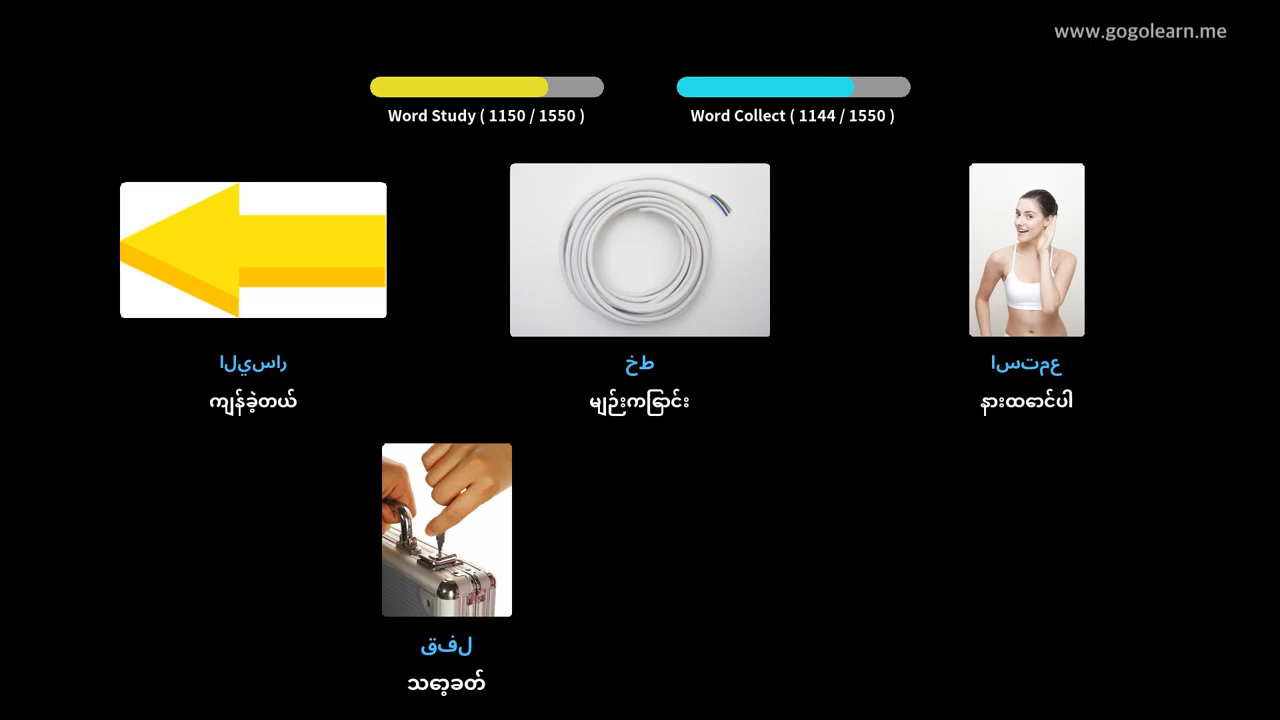 www.gogolearn.me
Word Study ( 1150 / 1550 )
Word Collect ( 1144 / 1550 )
اليسار
ကျန်ခဲ့တယ်
خط
မျဉ်းကြောင်း
استمع
နားထောင်ပါ
قفل
သော့ခတ်